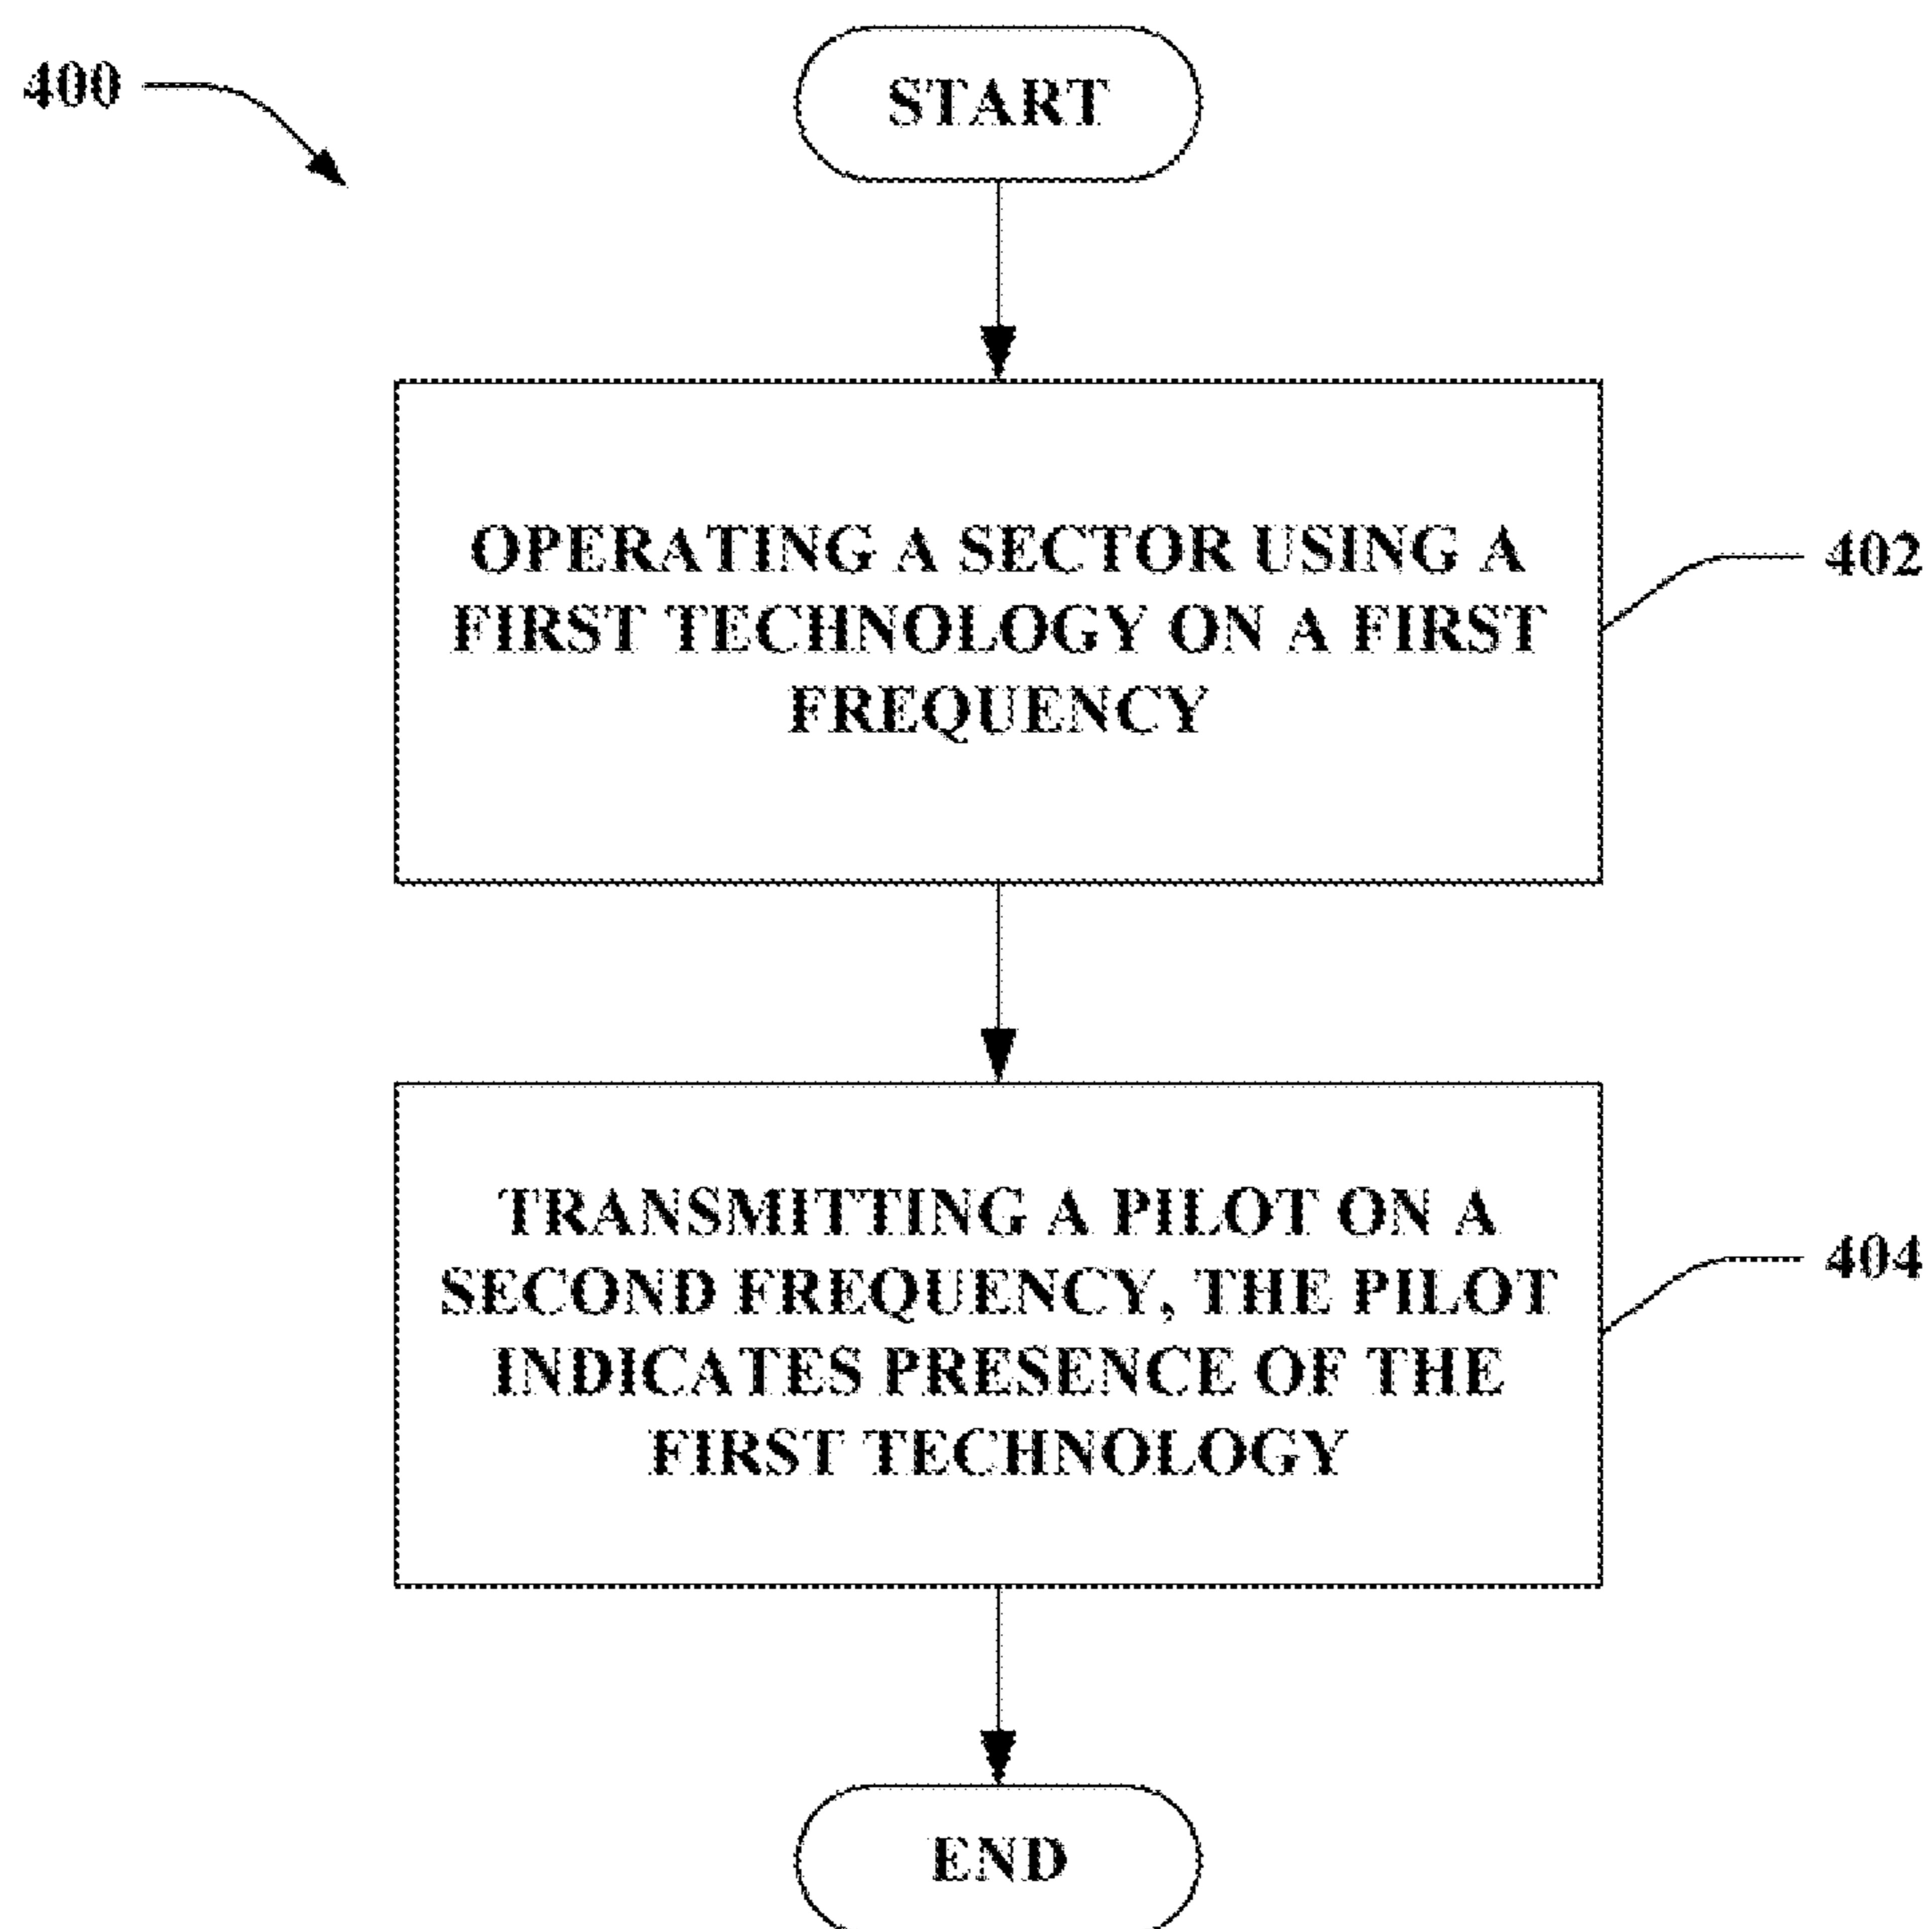 400
START
OPERATING A SECTOR USING A
FIRST TECHNOLOGY ON A FIRST
FREQUENCY
402
TRANSMITTING A PILOT ON A
SECOND FREQUENCY, THE PILOT
INDICATES PRESENCE OF THE
FIRST TECHNOLOGY
404
END